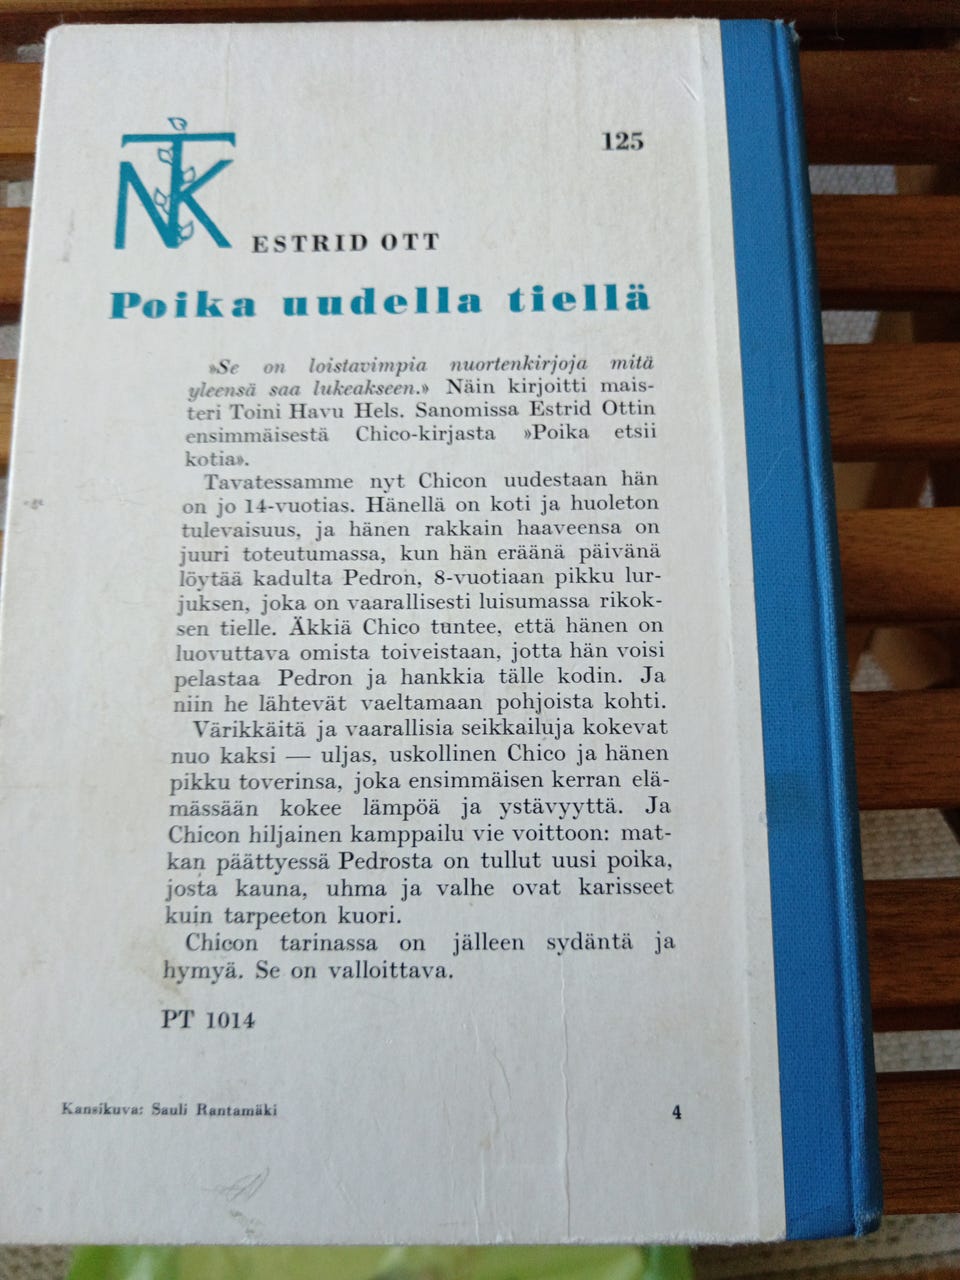 NTK
125
ESTRID OTT
Poika uudella tiellä
»Se on loistavimpia nuortenkirjoja mitä
yleensä saa lukeakseen.» Näin kirjoitti mais-
teri Toini Havu Hels. Sanomissa Estrid Ottin
ensimmäisestä Chico-kirjasta »Poika etsii
kotia».
Tavatessamme nyt Chicon uudestaan hän
on jo 14-vuotias. Hänellä on koti ja huoleton
tulevaisuus, ja hänen rakkain haaveensa on
juuri toteutumassa, kun hän eräänä päivänä
löytää kadulta Pedron, 8-vuotiaan pikku lur-
juksen, joka on vaarallisesti luisumassa rikok-
sen tielle. Äkkiä Chico tuntee, että hänen on
luovuttava omista toiveistaan, jotta hän voisi
pelastaa Pedron ja hankkia tälle kodin. Ja
niin he lähtevät vaeltamaan pohjoista kohti.
Värikkäitä ja vaarallisia seikkailuja kokevat
nuo kaksi — uljas, uskollinen Chico ja hänen
pikku toverinsa, joka ensimmäisen kerran elä-
mässään kokee lämpöä ja ystävyyttä. Ja
Chicon hiljainen kamppailu vie voittoon: mat-
kan päättyessä Pedrosta on tullut uusi poika,
josta kauna, uhma ja valhe ovat karisseet
kuin tarpeeton kuori.
Chicon tarinassa on jälleen sydäntä ja
hymyä. Se on valloittava.
PT 1014
Kansikuva: Sauli Rantamäki
4